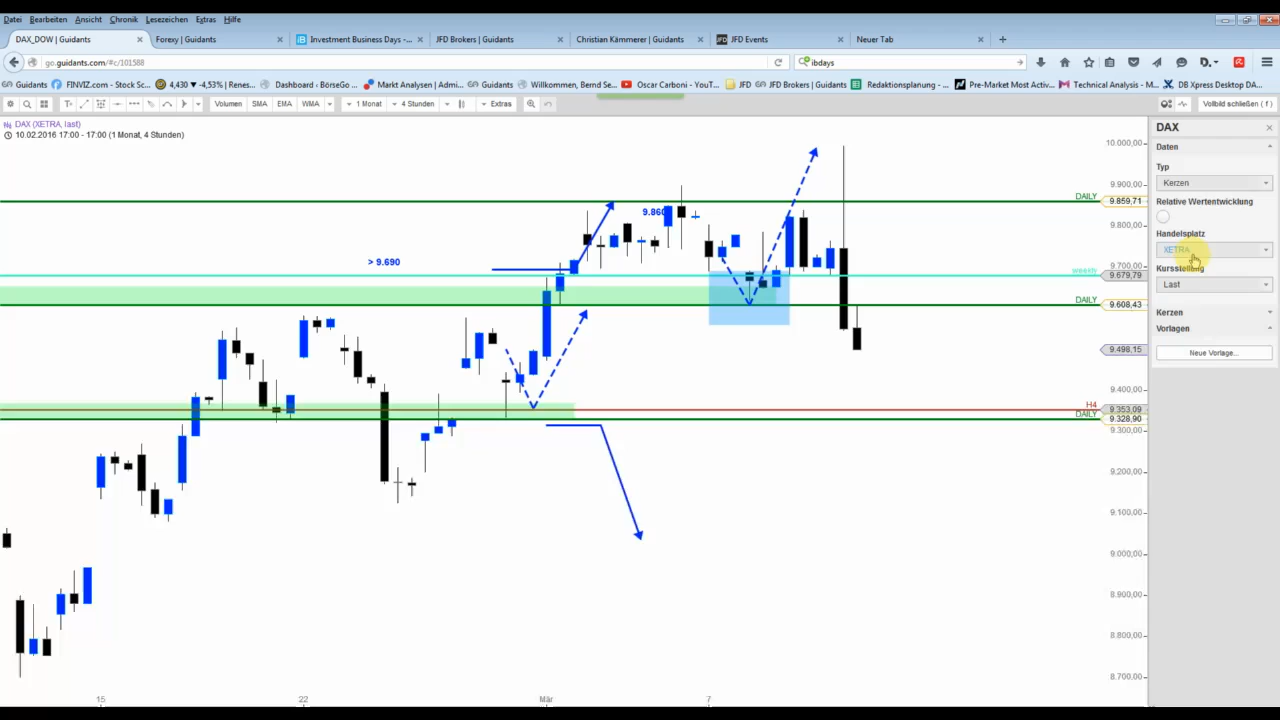 Datei Bearbeiten Ansicht Chronik Lesezeichen Extras Hilfe
DAX_DOW | Guidants × Forexy | Guidants × Investment Business Days -... × JFD Brokers | Guidants × Christian Kämmerer | Guidants × JFD Events × Neuer Tab × +
go.guidants.com/#c/101588 ibdays
Guidants FINVIZ.com - Stock Sc... 4,430 ▼ -4,53% | Renes... Dashboard ‹ BörseGo ... Markt Analysen | Admi... Guidants Willkommen, Bernd Se... Oscar Carboni - YouT... JFD JFD Brokers | Guidants Redaktionsplanung - ... Pre-Market Most Activ... Technical Analysis - M... DB Xpress Desktop DA...
Volumen SMA EMA WMA 1 Monat 4 Stunden Extras Vollbild schließen ( f )
DAX (XETRA, last)
10.02.2016 17:00 - 17:00 (1 Monat, 4 Stunden)
DAX
Daten
Typ
Kerzen
Relative Wertentwicklung
Handelsplatz
XETRA
Kursstellung
Last
Kerzen
Vorlagen
Neue Vorlage...
10.000,00
9.900,00
DAILY 9.859,71
9.860
9.800,00
> 9.690
9.700,00
9.679,79
DAILY 9.608,43
9.498,15
9.400,00
H4 9.353,09
DAILY 9.328,90
9.300,00
9.200,00
9.100,00
9.000,00
8.900,00
8.800,00
8.700,00
15 22 Mär 7